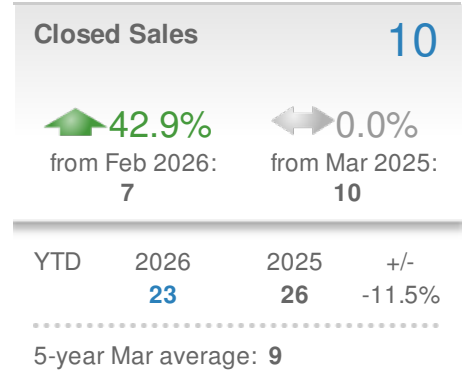 Closed Sales 10
42.9% 0.0%
from Feb 2026: from Mar 2025:
7 10
YTD 2026 2025 +/-
23 26 -11.5%
5-year Mar average: 9